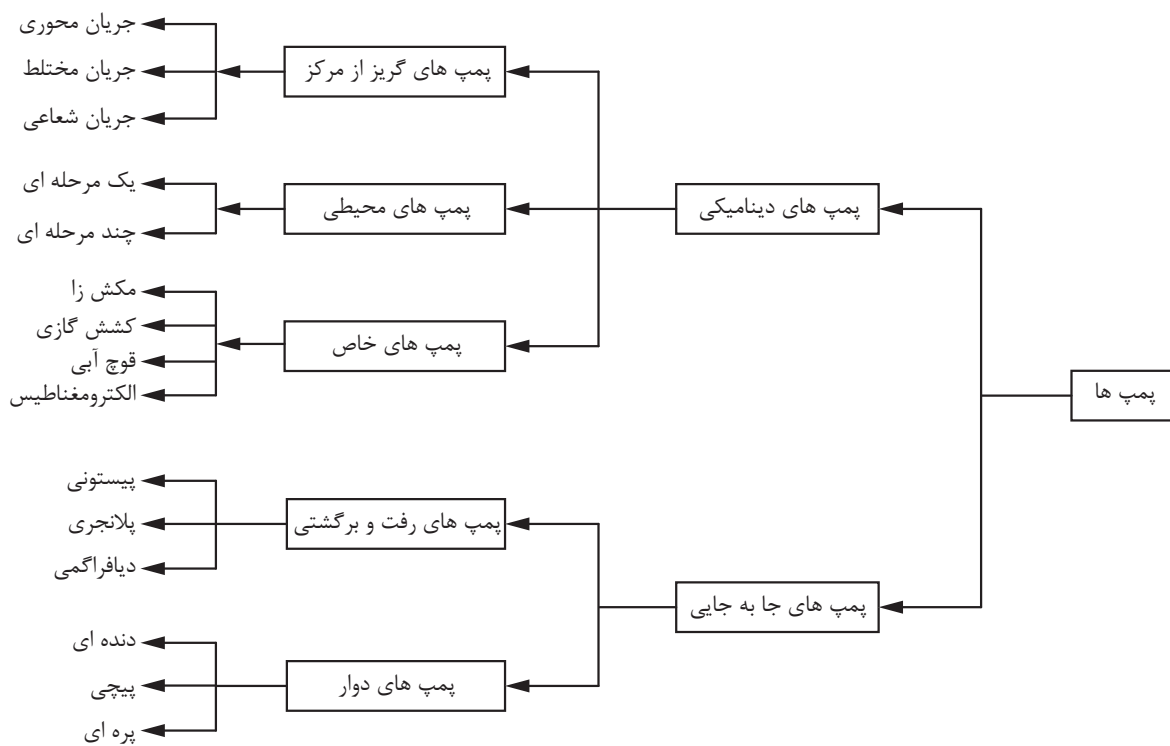 پمپ ها
پمپ های دینامیکی
پمپ های گریز از مرکز
جریان محوری
جریان مختلط
جریان شعاعی
پمپ های محیطی
یک مرحله ای
چند مرحله ای
پمپ های خاص
مکش زا
کشش گازی
قوچ آبی
الکترومغناطیس
پمپ های جا به جایی
پمپ های رفت و برگشتی
پیستونی
پلانجری
دیافراگمی
پمپ های دوار
دنده ای
پیچی
پره ای